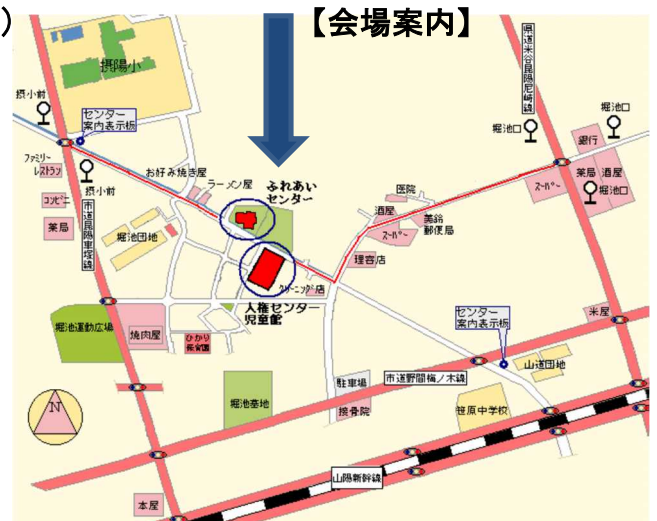 )
【会場案内】
摂陽小
県道米谷昆陽尼崎線
摂小前
センター
案内表示板
堀池口
堀池口
銀行
ファミリー
レストラン
摂小前
お好み焼き屋
ラーメン屋
ふれあい
センター
医院
スーパー
薬局
酒屋
堀池口
コンビニ
薬局
市道昆陽車塚線
堀池団地
酒屋
スーパー
美鈴
郵便局
理容店
クリーニング店
人権センター
児童館
センター
案内表示板
米屋
堀池運動広場
焼肉屋
ひかり
保育園
駐車場
市道野間梅ノ木線
山道団地
N
堀池墓地
接骨院
笹原中学校
山陽新幹線
本屋